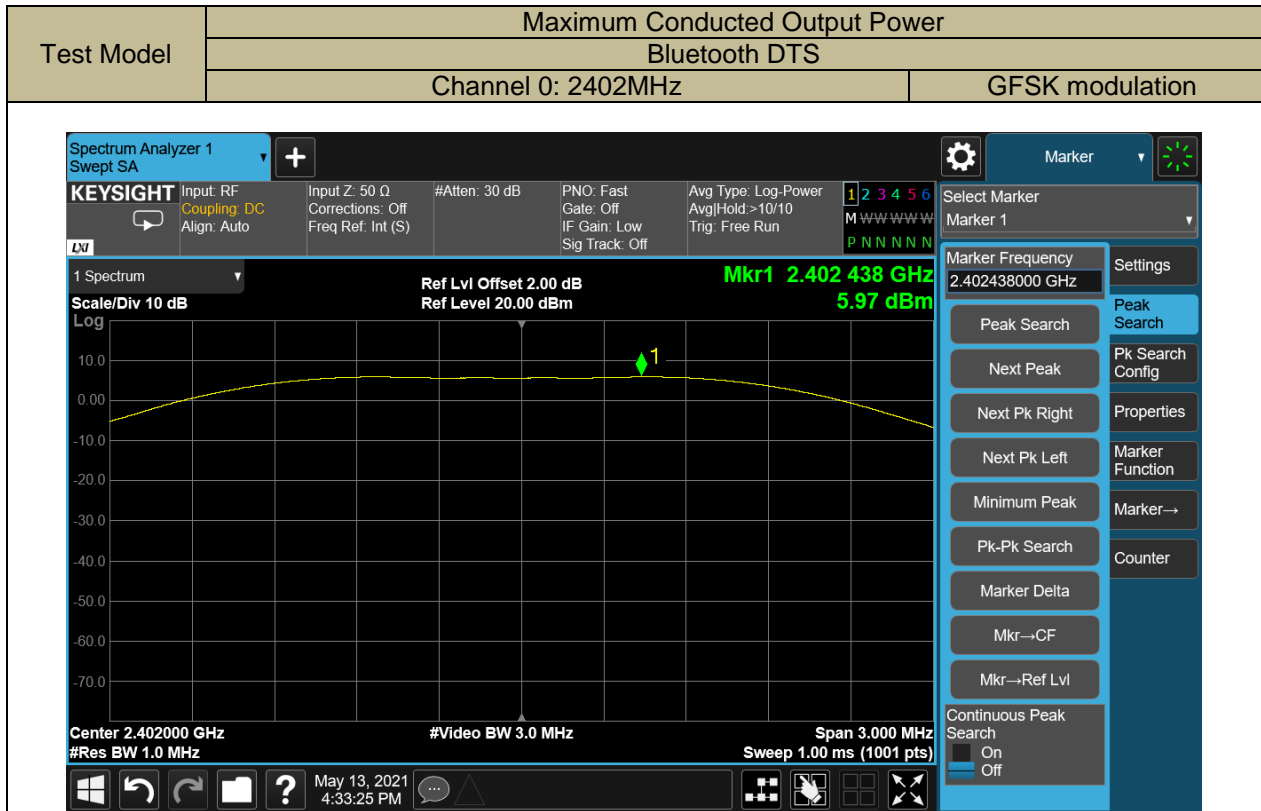 Test Model
Maximum Conducted Output Power
Bluetooth DTS
Channel 0: 2402MHz
GFSK modulation
Spectrum Analyzer 1
Swept SA
+
Marker
KEYSIGHT
LXI
Input: RF
Coupling: DC
Align: Auto
Input Z: 50 Ω
Corrections: Off
Freq Ref: Int (S)
#Atten: 30 dB
PNO: Fast
Gate: Off
IF Gain: Low
Sig Track: Off
Avg Type: Log-Power
Avg|Hold:>10/10
Trig: Free Run
1 2 3 4 5 6
M W W W W W
P N N N N N
1 Spectrum
Scale/Div 10 dB
Log
Ref Lvl Offset 2.00 dB
Ref Level 20.00 dBm
Mkr1 2.402 438 GHz
5.97 dBm
1
10.0
0.00
-10.0
-20.0
-30.0
-40.0
-50.0
-60.0
-70.0
Center 2.402000 GHz
#Res BW 1.0 MHz
#Video BW 3.0 MHz
Span 3.000 MHz
Sweep 1.00 ms (1001 pts)
Select Marker
Marker 1
Marker Frequency
2.402438000 GHz
Peak Search
Next Peak
Next Pk Right
Next Pk Left
Minimum Peak
Pk-Pk Search
Marker Delta
Mkr→CF
Mkr→Ref Lvl
Continuous Peak
Search
On
Off
Settings
Peak
Search
Pk Search
Config
Properties
Marker
Function
Marker→
Counter
?
May 13, 2021
4:33:25 PM